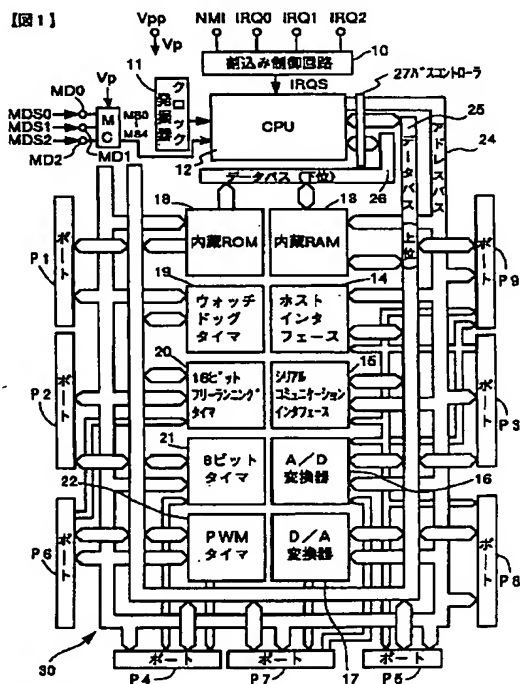 【図1】
Vpp
Vp
NMI IRQ0 IRQ1 IRQ2
10
割込み制御回路
IRQS
27バスコントローラ
11
クロック発振器
MD0
Vp
MDS0
MDS1
MDS2
MC
MS0
MS4
MD2
MD1
CPU
12
25
24
アドレスバス
データバス(上位)
データバス(下位)
26
18
内蔵ROM
13
内蔵RAM
19
ウォッチ
ドッグ
タイマ
14
ホスト
インタ
フェース
20
16ビット
フリーランニング
タイマ
15
シリアル
コミュニケーション
インタフェース
21
8ビット
タイマ
A/D
変換器
16
22
PWM
タイマ
D/A
変換器
17
P1
ポート
P2
ポート
P6
ポート
ポート
P9
ポート
P3
ポート
P8
30
ポート
P4
ポート
P7
ポート
P5